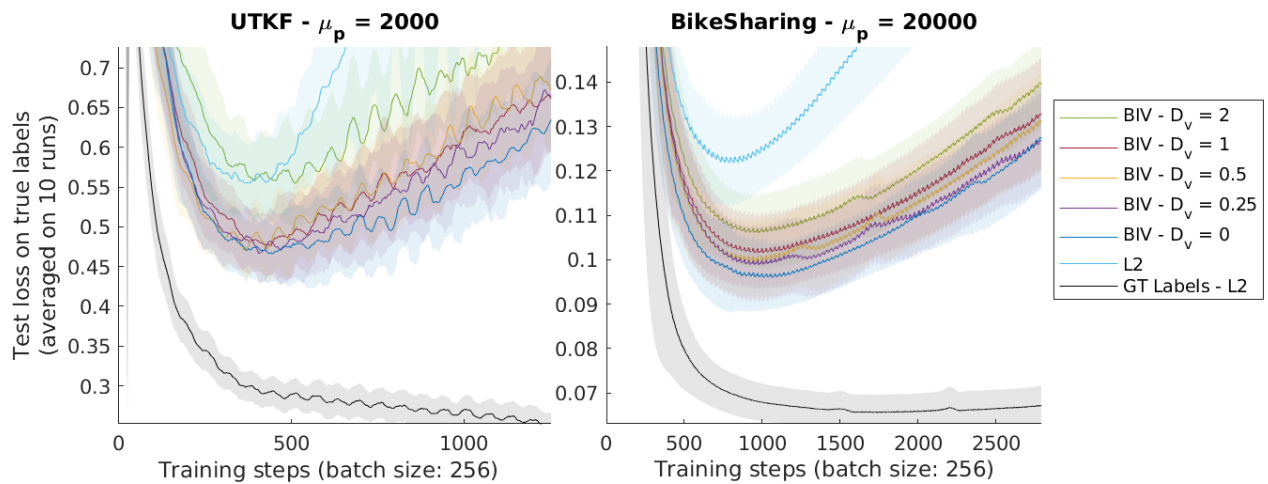 UTKF - μp = 2000
BikeSharing - μp = 20000
Test loss on true labels
(averaged on 10 runs)
0.7
0.65
0.6
0.55
0.5
0.45
0.4
0.35
0.3
0
500
1000
Training steps (batch size: 256)
0.14
0.13
0.12
0.11
0.1
0.09
0.08
0.07
500
1000
1500
2000
2500
Training steps (batch size: 256)
BIV - Dv = 2
BIV - Dv = 1
BIV - Dv = 0.5
BIV - Dv = 0.25
BIV - Dv = 0
L2
GT Labels - L2